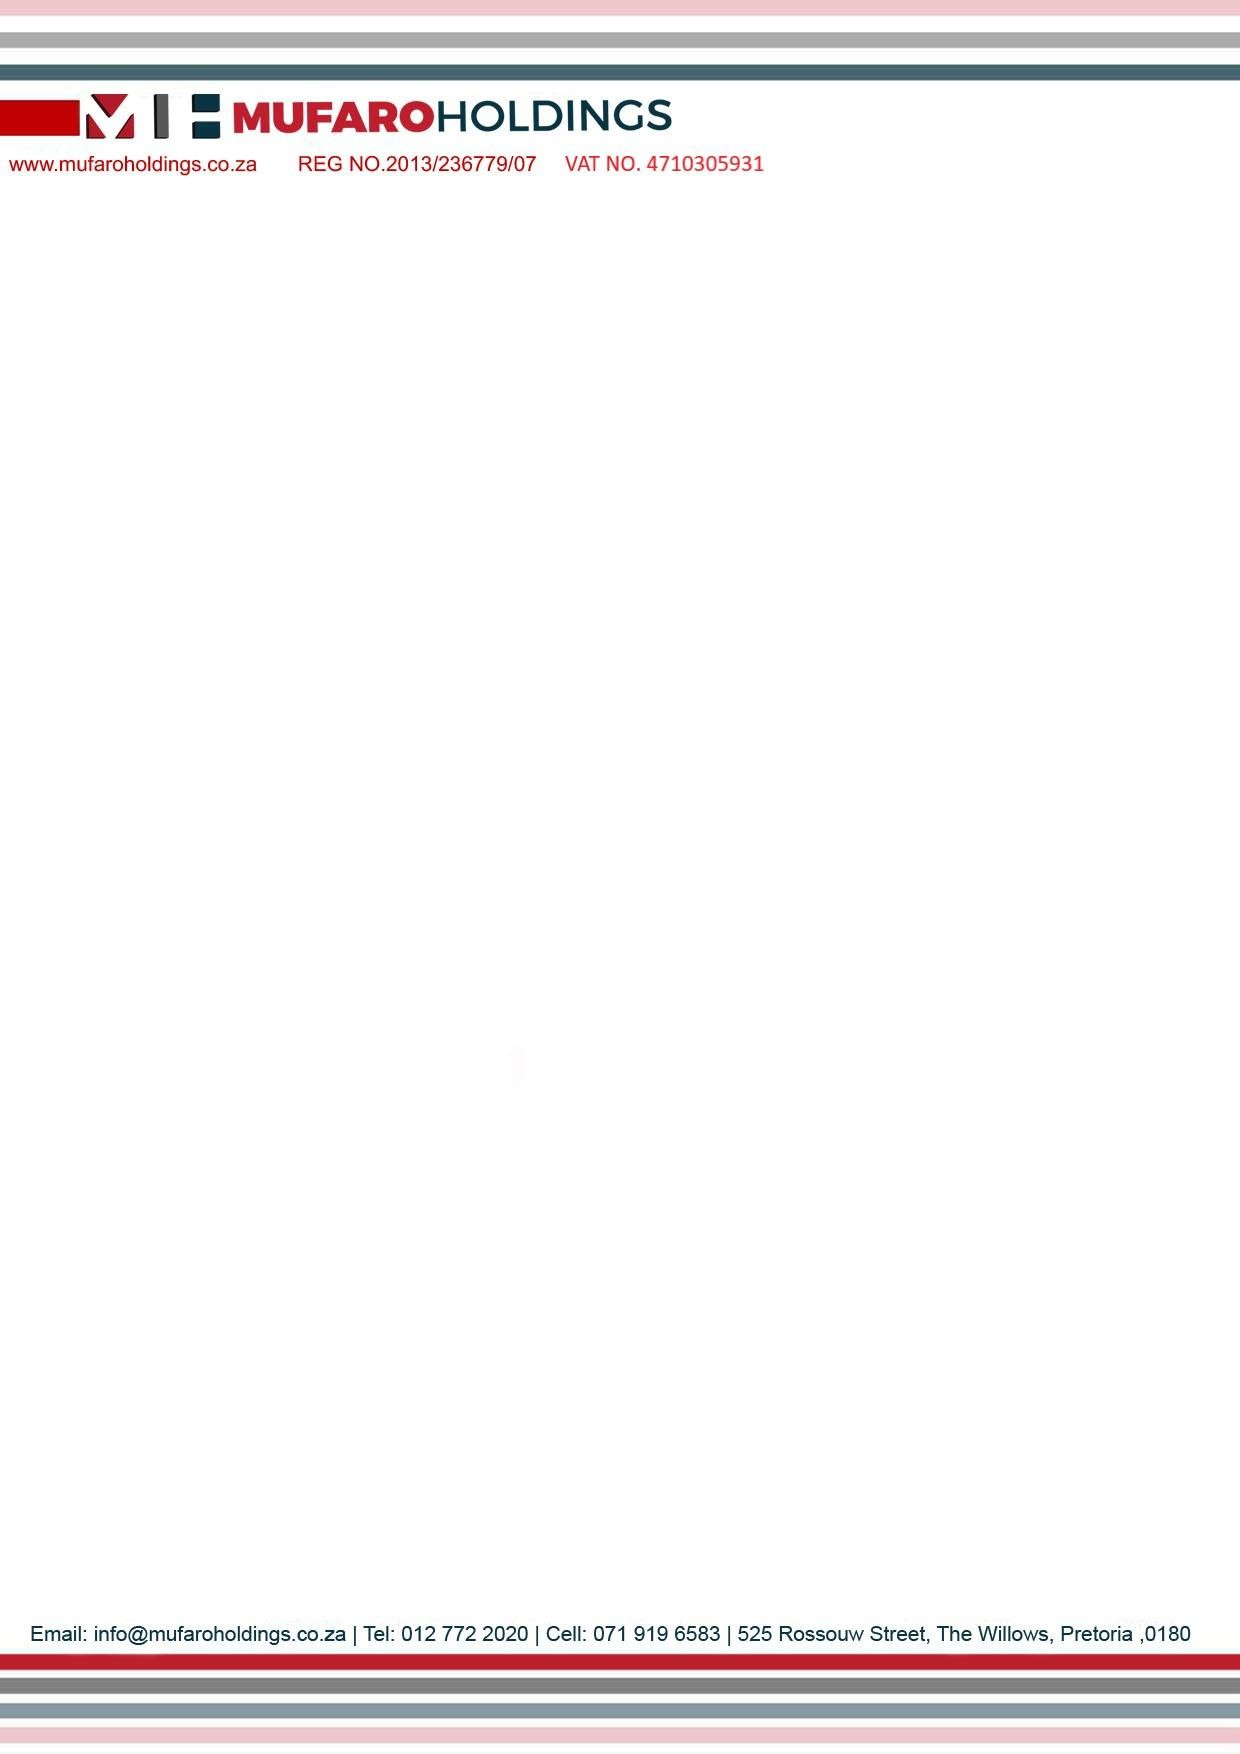 MUFAROHOLDINGS
www.mufaroholdings.co.za REG NO.2013/236779/07 VAT NO. 4710305931
Email: info@mufaroholdings.co.za | Tel: 012 772 2020 | Cell: 071 919 6583 | 525 Rossouw Street, The Willows, Pretoria ,0180